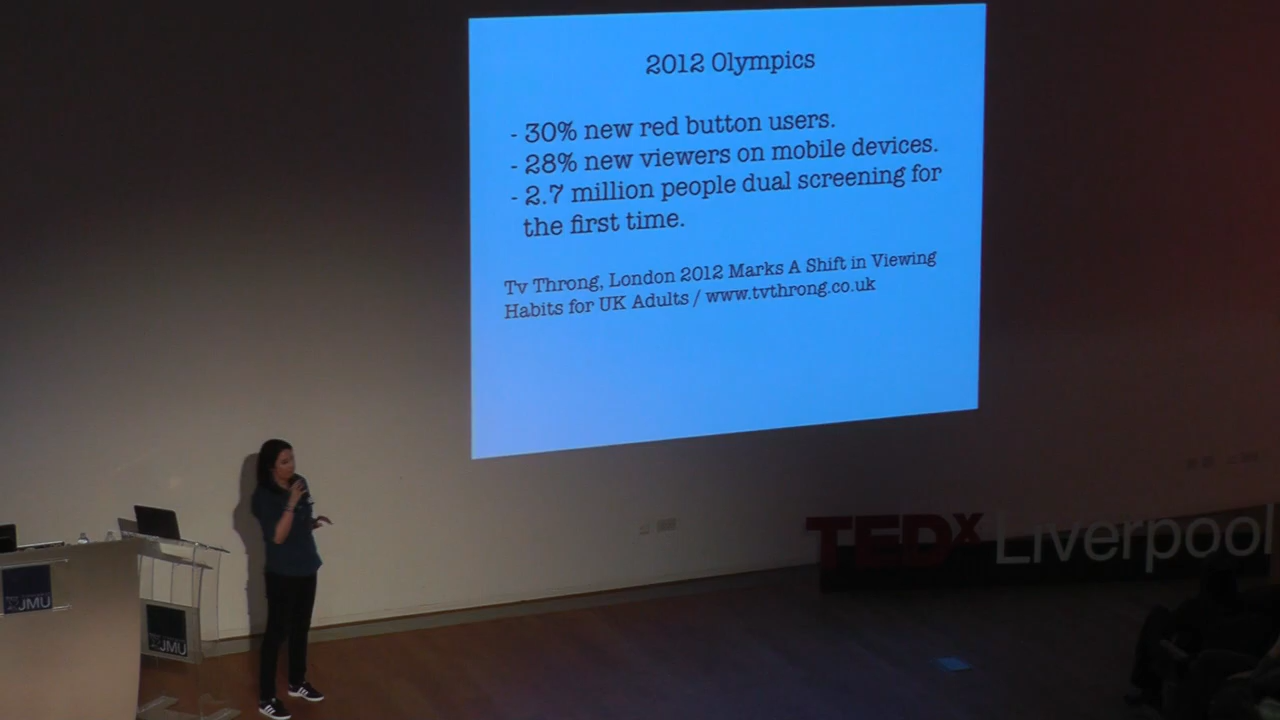 2012 Olympics
- 30% new red button users.
- 28% new viewers on mobile devices.
- 2.7 million people dual screening for
the first time.
Tv Throng, London 2012 Marks A Shift in Viewing
Habits for UK Adults / www.tvthrong.co.uk
TEDx Liverpool
JMU
JMU